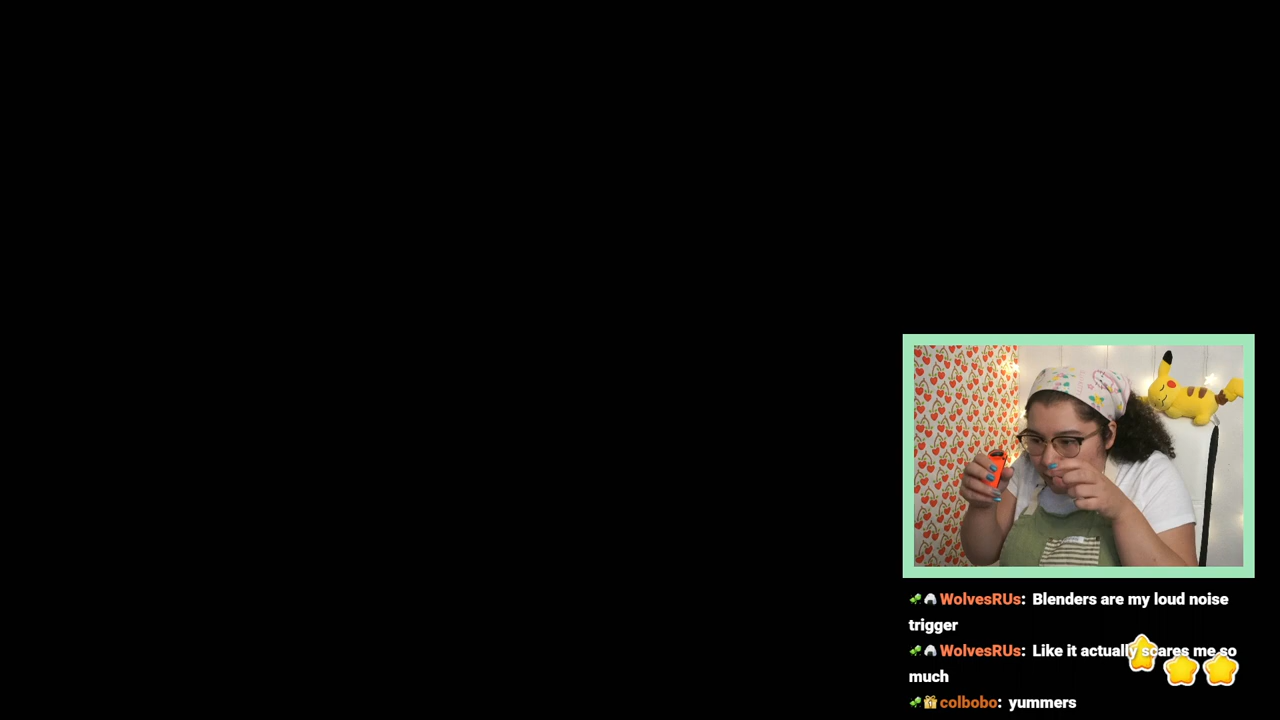 WolvesRUs: Blenders are my loud noise
trigger
WolvesRUs: Like it actually scares me so
much
colbobo: yummers